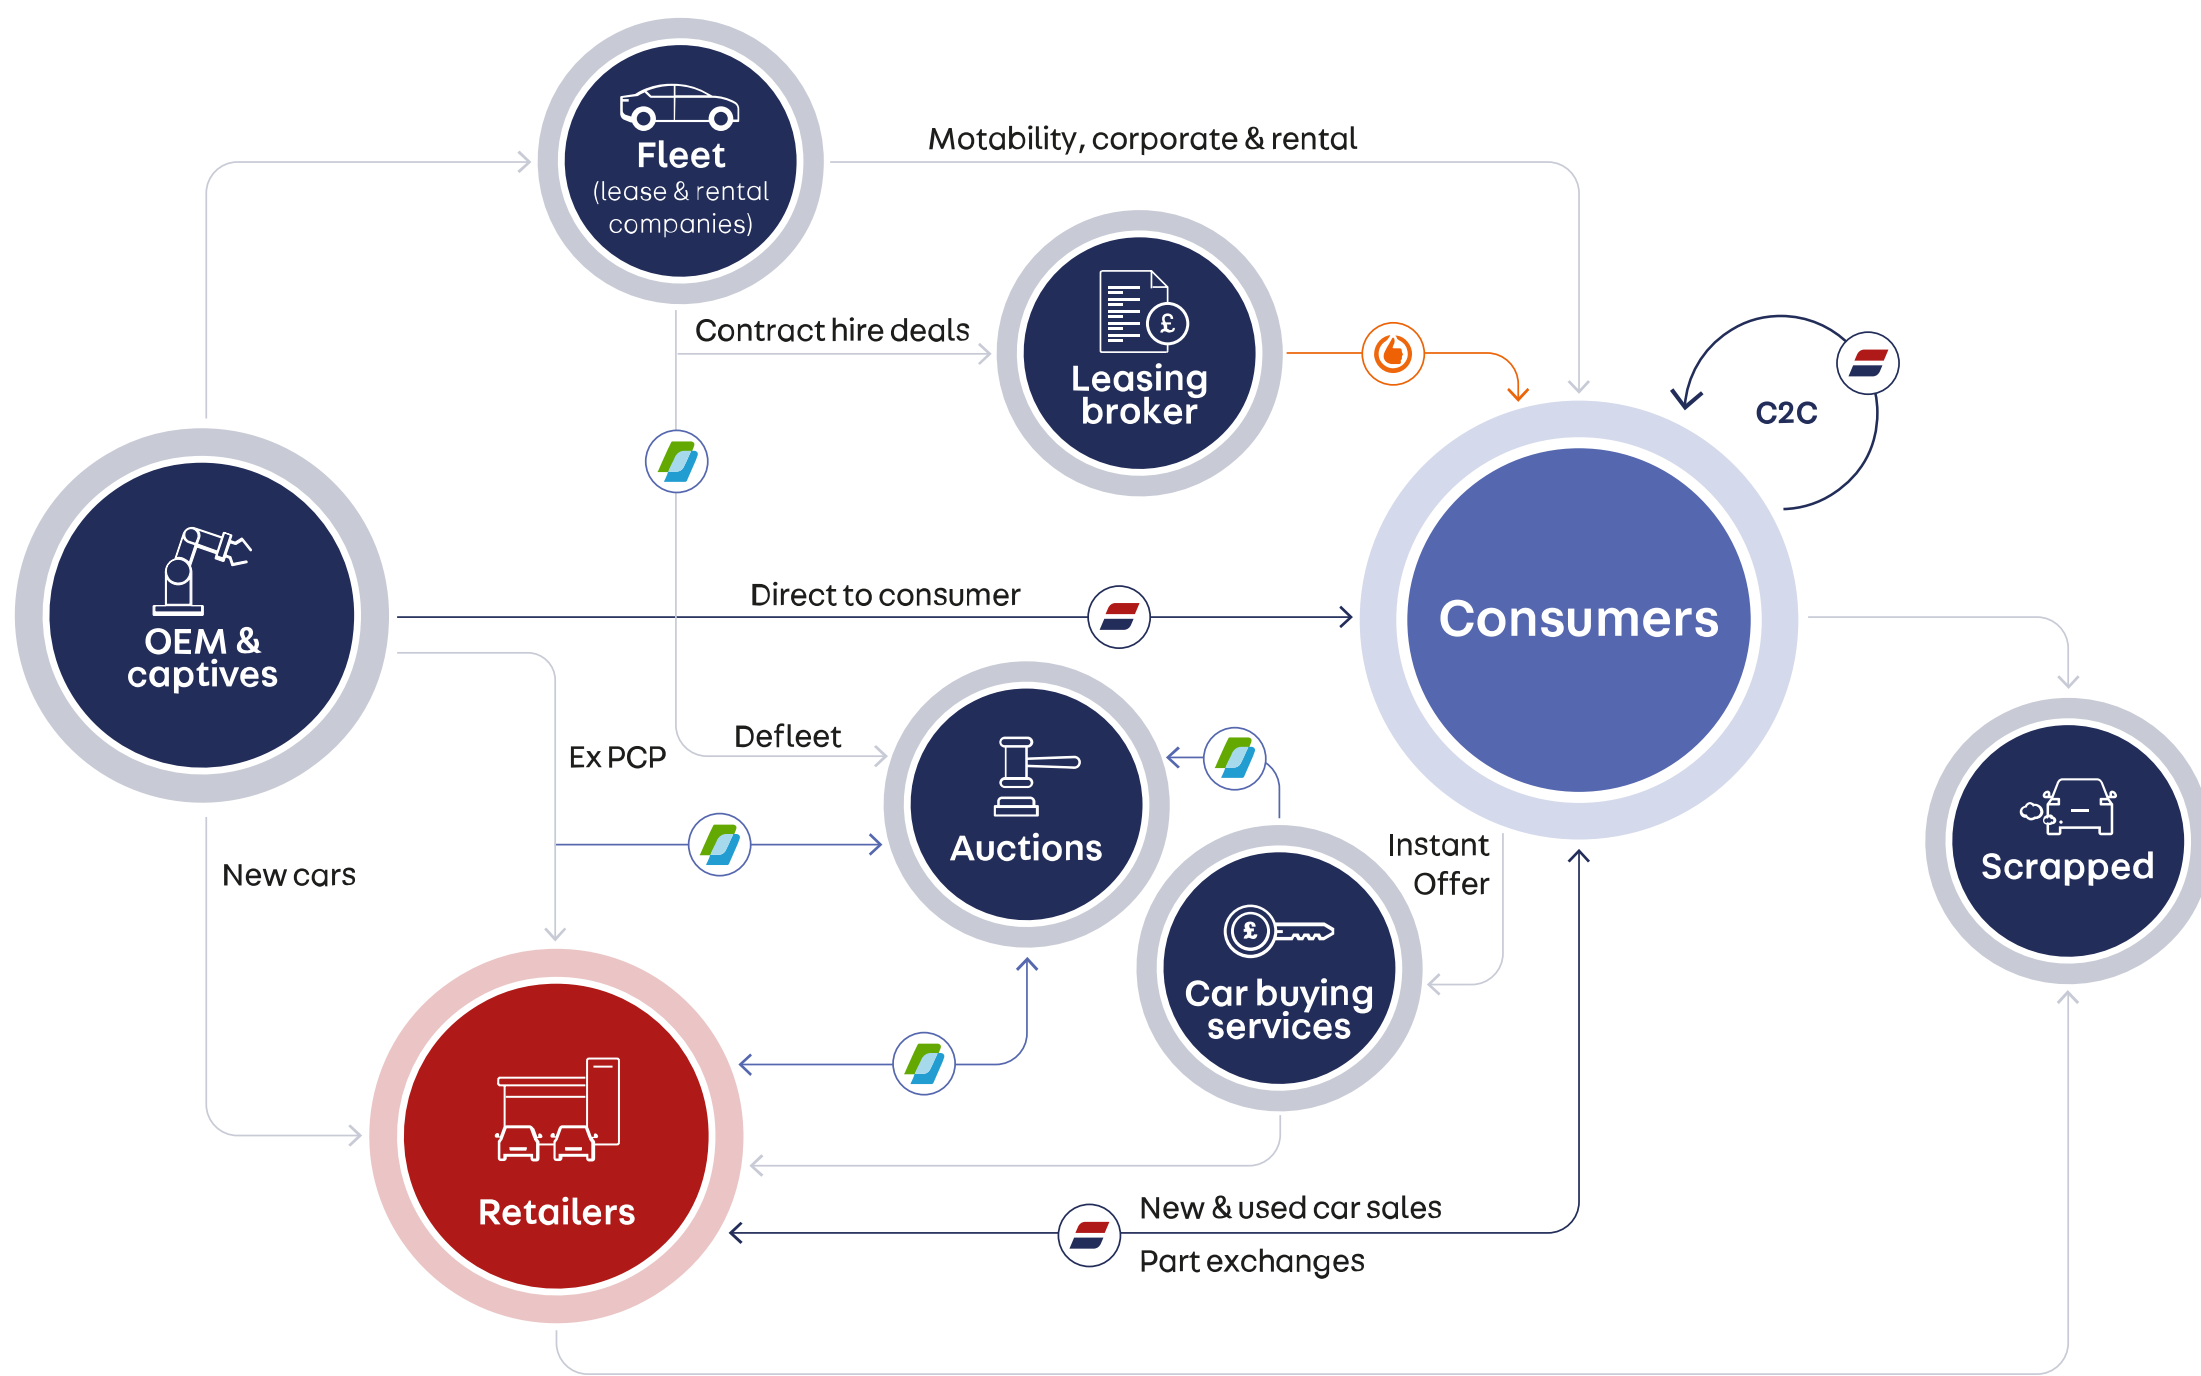 Fleet
(lease & rental
companies)
Motability, corporate & rental
Contract hire deals
£
Leasing
broker
C2C
Direct to consumer
Consumers
OEM &
captives
Ex PCP
Defleet
Auctions
Instant
Offer
New cars
£
Car buying
services
Scrapped
Retailers
New & used car sales
Part exchanges